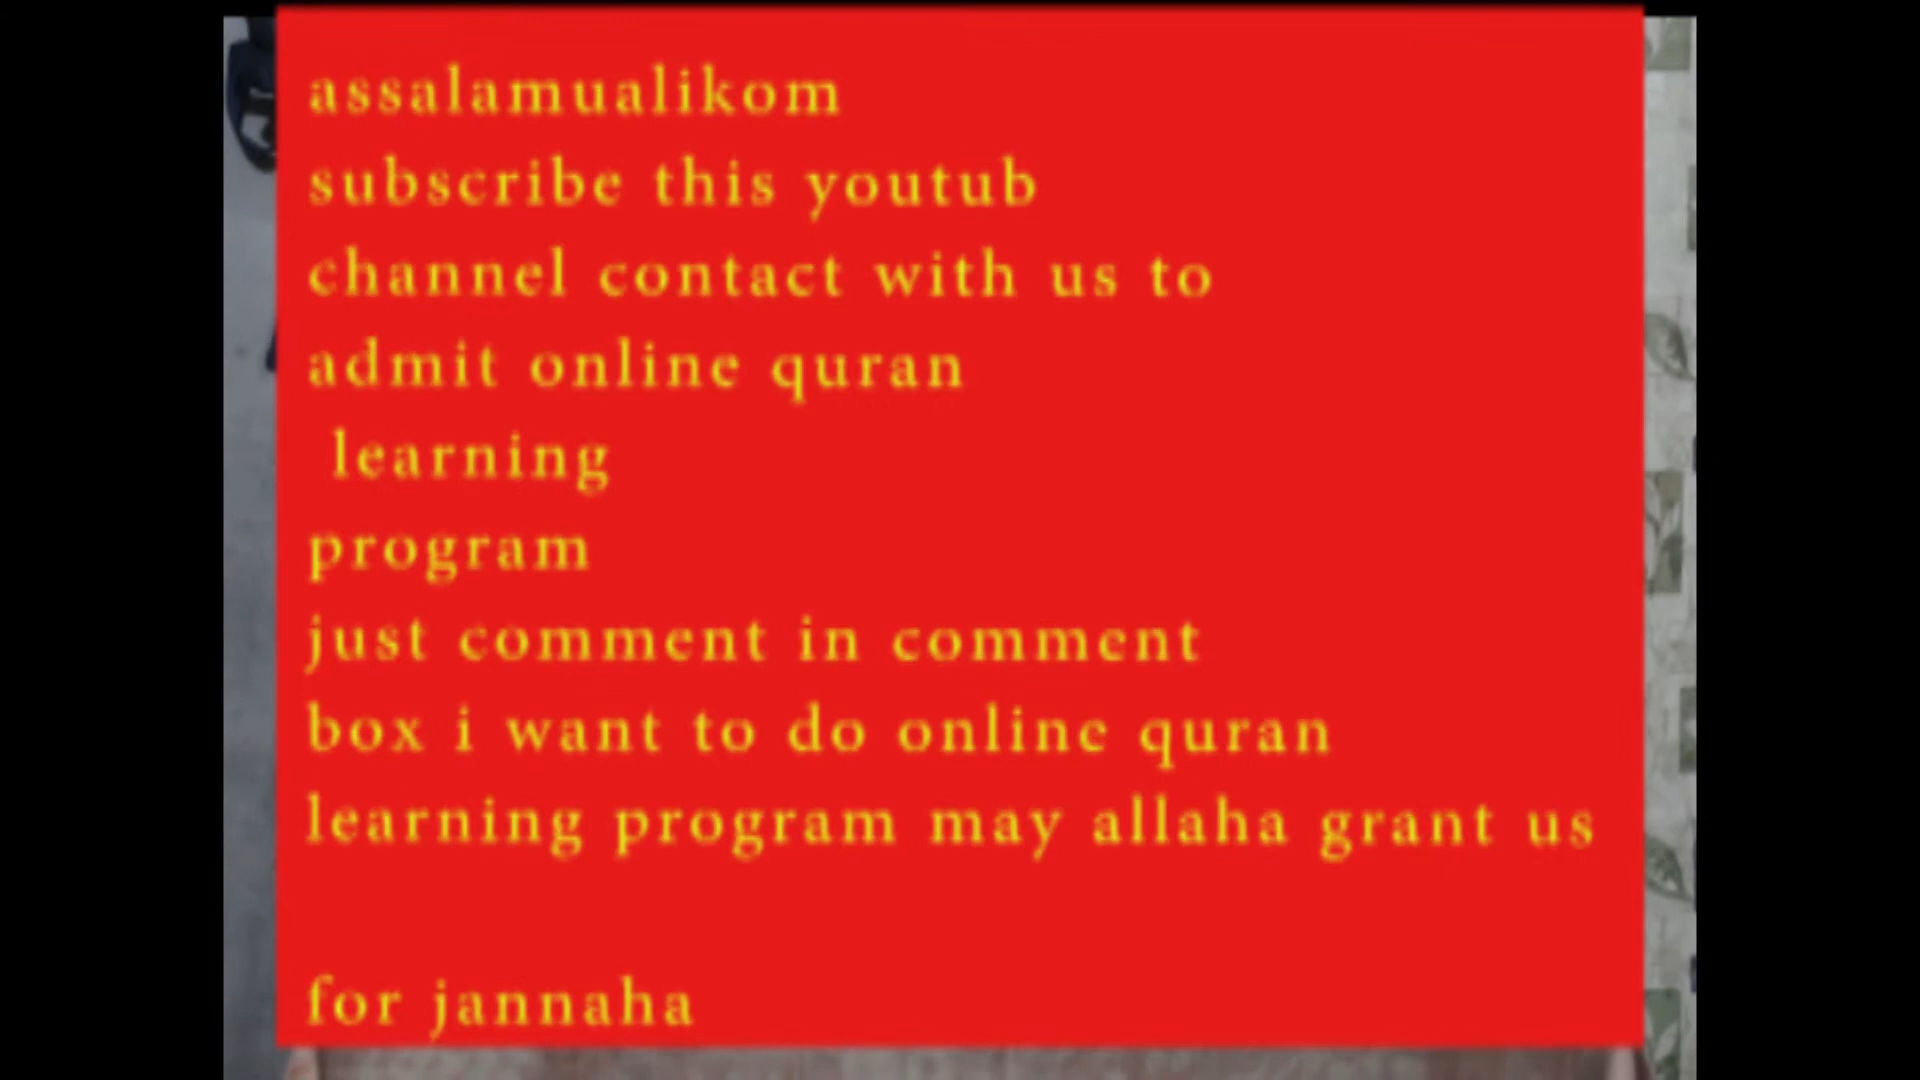 assalamualikom
subscribe this youtub
channel contact with us to
admit online quran
learning
program
just comment in comment
box i want to do online quran
learning program may allaha grant us
for jannaha